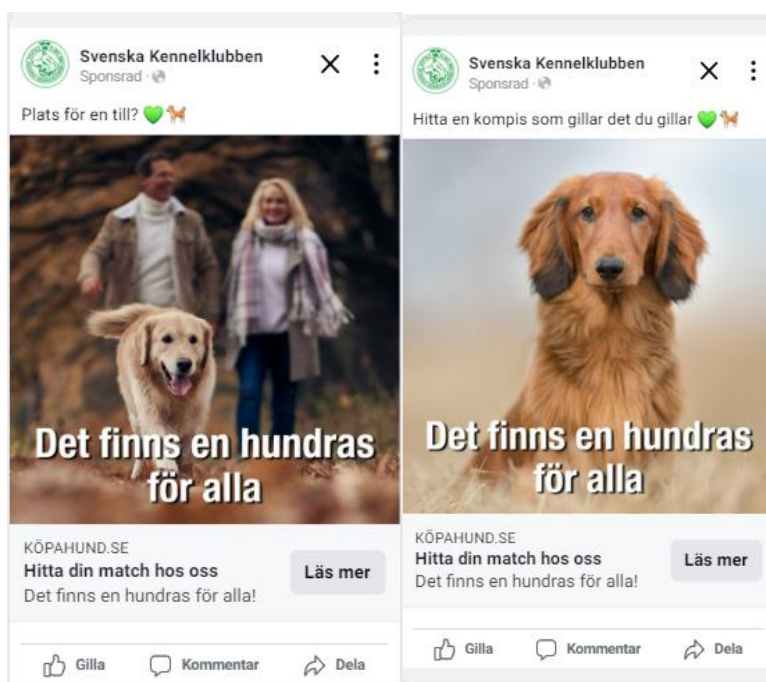 Svenska Kennelklubben
Sponsrad ·
Plats för en till? 💚🐕
Det finns en hundras
för alla
KÖPAHUND.SE
Hitta din match hos oss
Det finns en hundras för alla!
Läs mer
Gilla
Kommentar
Dela
Svenska Kennelklubben
Sponsrad ·
Hitta en kompis som gillar det du gillar 💚🐕
Det finns en hundras
för alla
KÖPAHUND.SE
Hitta din match hos oss
Det finns en hundras för alla!
Läs mer
Gilla
Kommentar
Dela